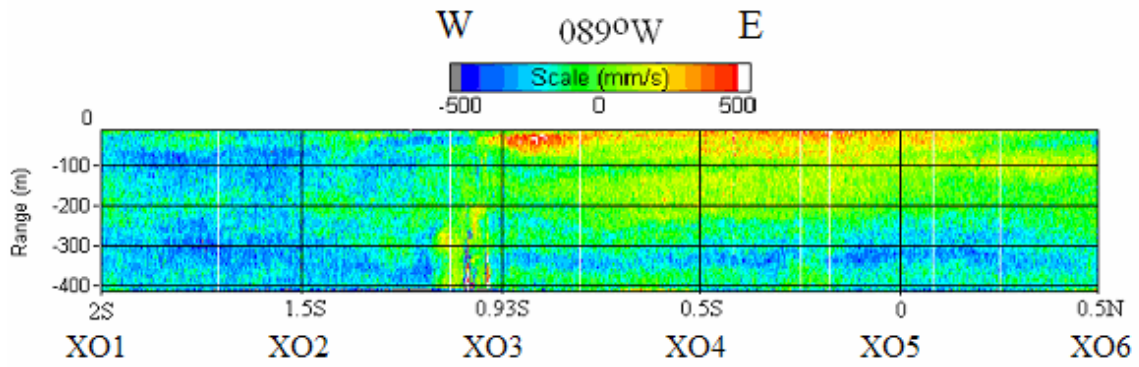 W 089ºW E
Scale (mm/s)
-500 0 500
Range (m)
0
-100
-200
-300
-400
2S 1.5S 0.93S 0.5S 0 0.5N
XO1 XO2 XO3 XO4 XO5 XO6